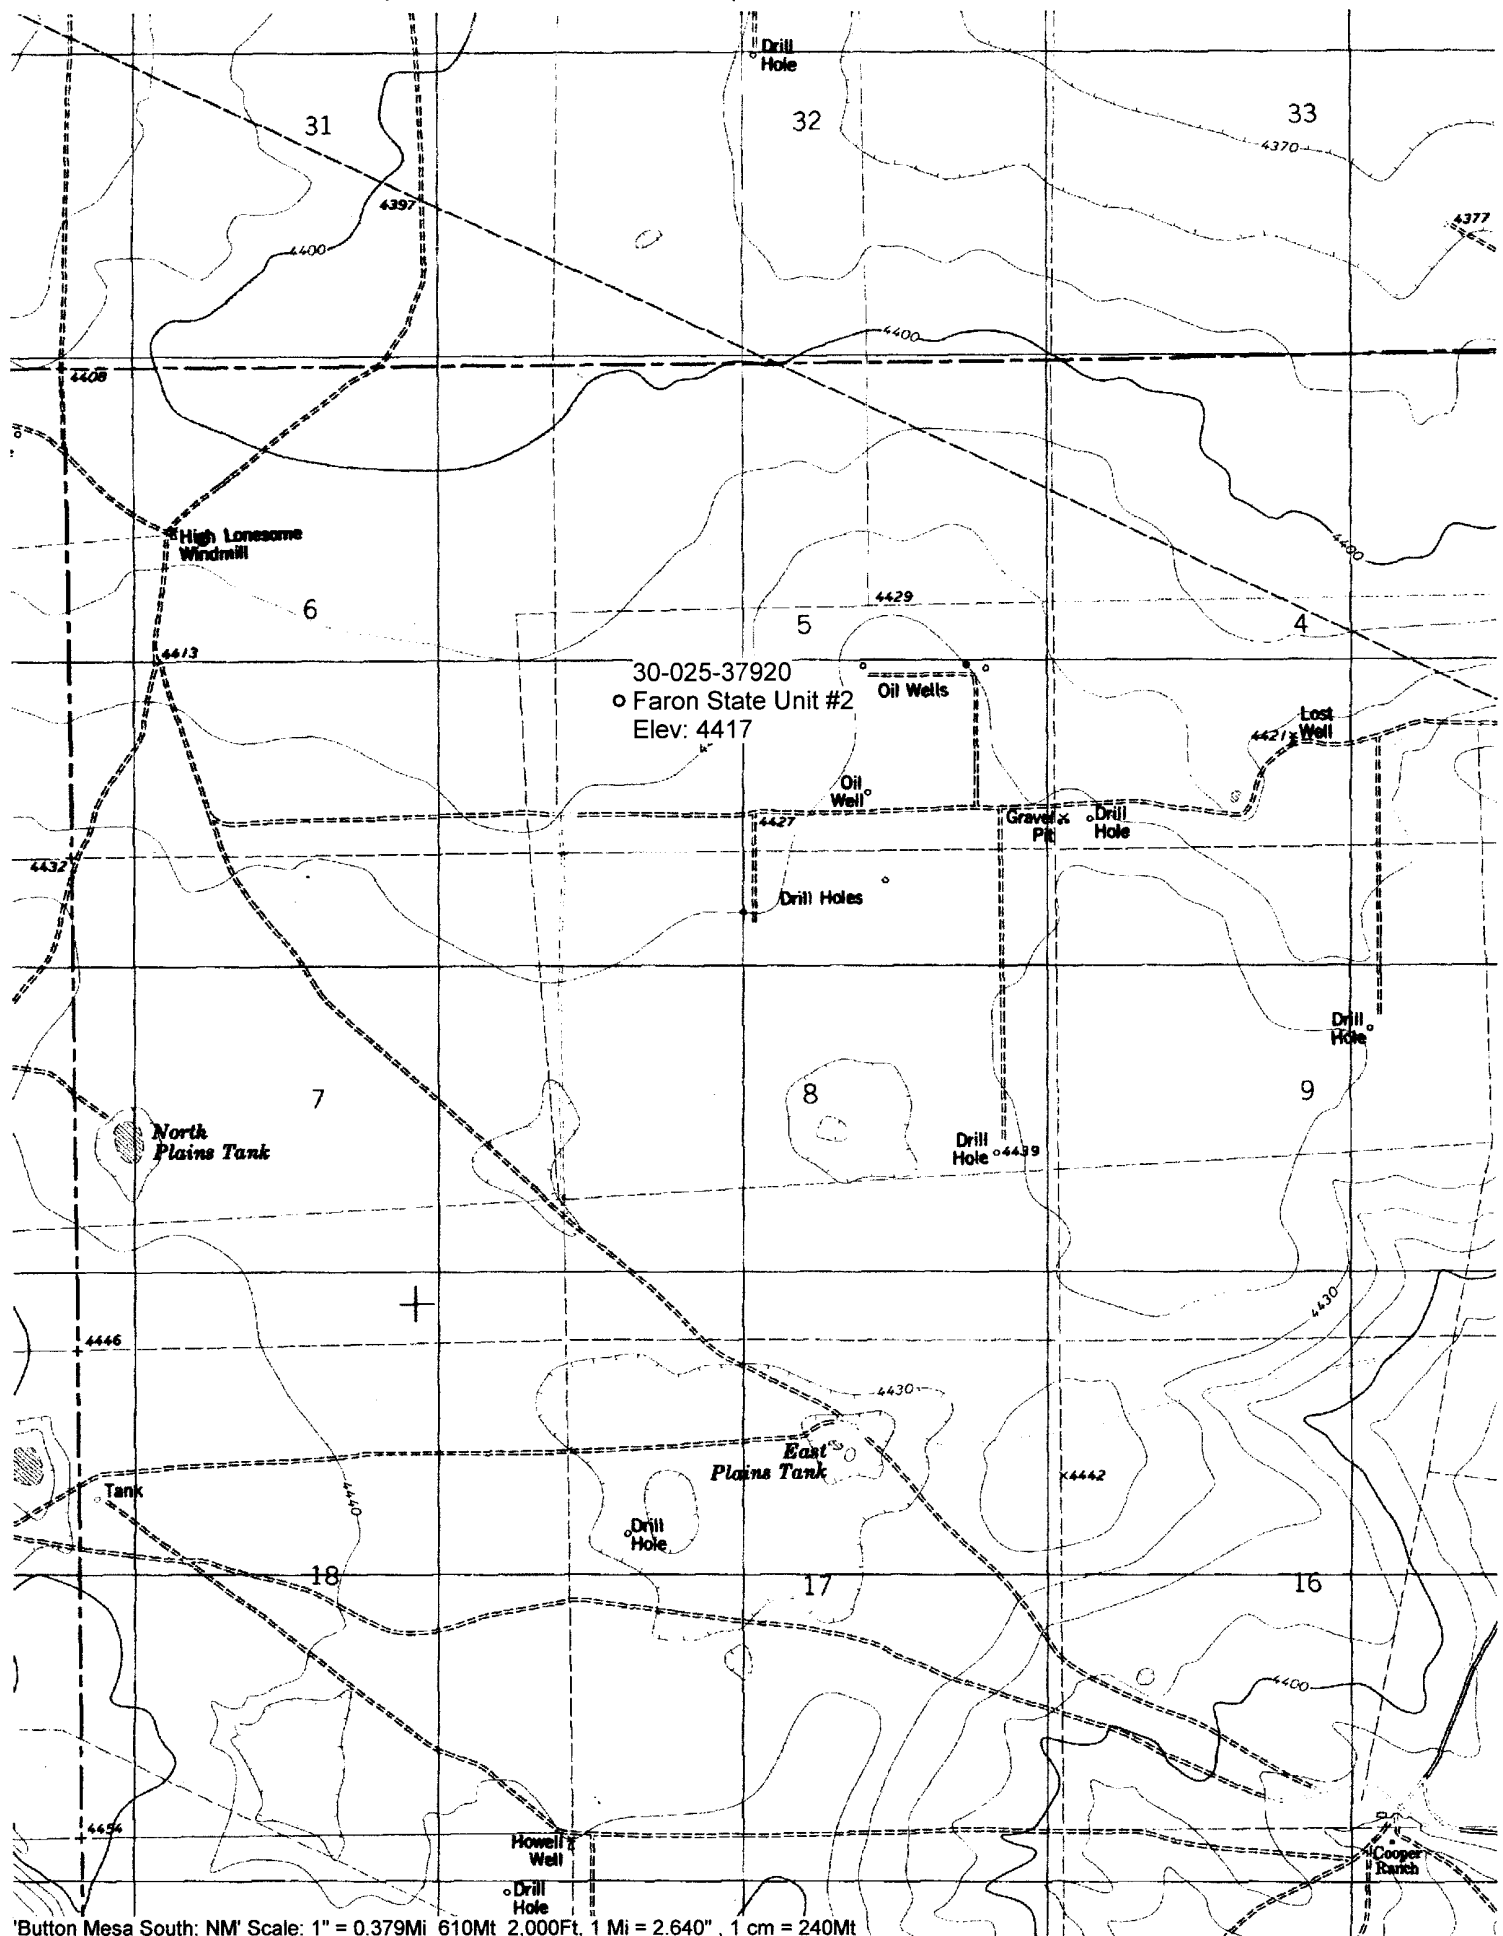 Drill
Hole
31
32
33
4370
4397
4377
4400
4400
4408
High Lonesome
Windmill
4400
6
4429
5
4
4413
30-025-37920
Faron State Unit #2
Elev: 4417
Oil Wells
Lost
Well
4421
Oil
Well
4427
Gravel
Pit
Drill
Hole
4432
Drill Holes
Drill
Hole
7
8
9
North
Plains Tank
Drill
Hole
4439
4430
4446
4430
East
Plains Tank
4442
Tank
4440
Drill
Hole
18
17
16
4400
4454
Howell
Well
Cooper
Ranch
Drill
Hole
'Button Mesa South: NM' Scale: 1" = 0.379Mi 610Mt 2,000Ft, 1 Mi = 2.640" , 1 cm = 240Mt